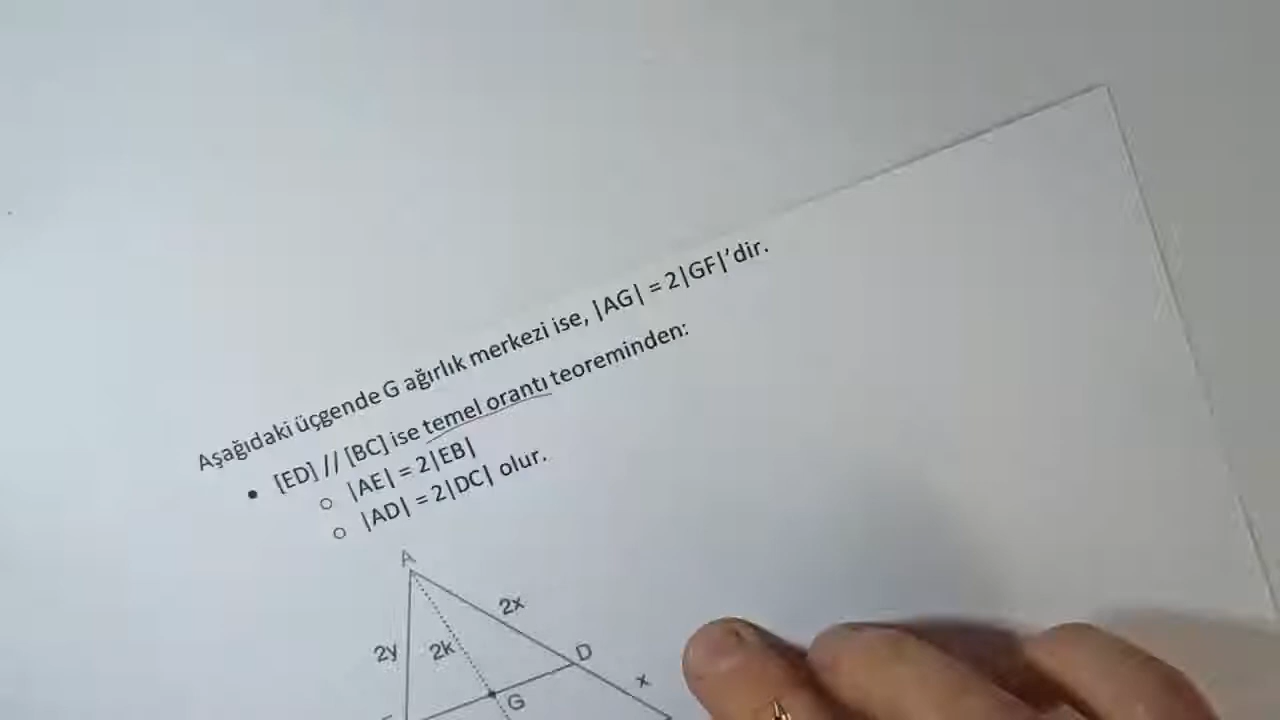 Aşağıdaki üçgende G ağırlık merkezi ise, |AG| = 2|GF|'dir.
• [ED] // [BC] ise temel orantı teoreminden:
○ |AE| = 2|EB|
○ |AD| = 2|DC| olur.
A
2x
2y
2k
D
x
G